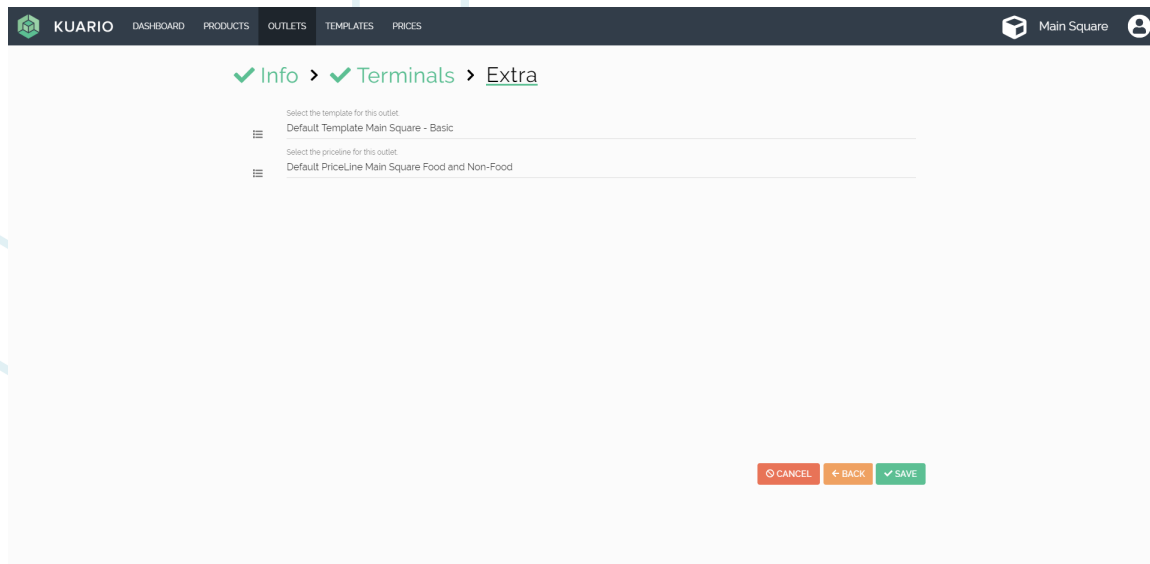 KUARIO DASHBOARD PRODUCTS OUTLETS TEMPLATES PRICES Main Square
Info > Terminals > Extra
Select the template for this outlet
Default Template Main Square - Basic
Select the priceline for this outlet
Default PriceLine Main Square Food and Non-Food
CANCEL BACK SAVE